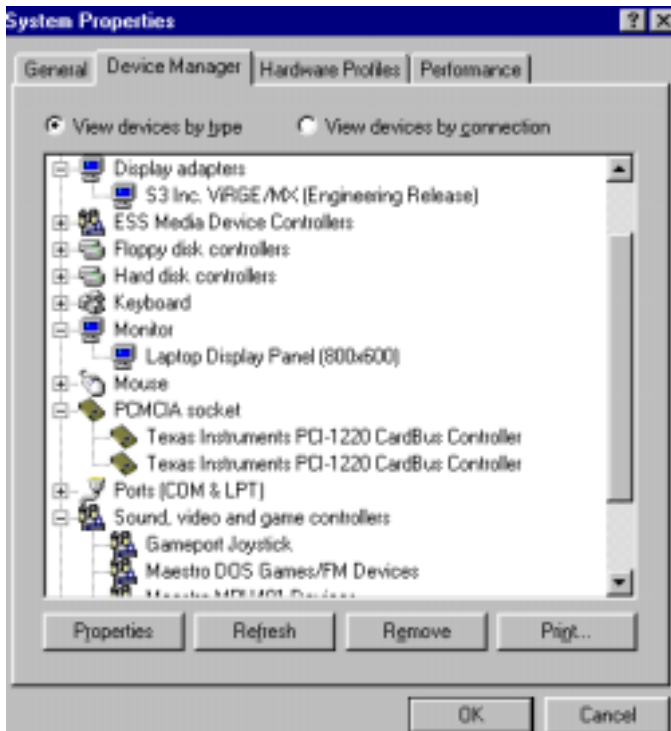 System Properties
General Device Manager Hardware Profiles Performance
View devices by type View devices by connection
Display adapters
S3 Inc. ViRGE/MX (Engineering Release)
ESS Media Device Controllers
Floppy disk controllers
Hard disk controllers
Keyboard
Monitor
Laptop Display Panel (800x600)
Mouse
PCMCIA socket
Texas Instruments PCI-1220 CardBus Controller
Texas Instruments PCI-1220 CardBus Controller
Ports (COM & LPT)
Sound, video and game controllers
Gameport Joystick
Maestro DOS Games/FM Devices
Properties Refresh Remove Print...
OK Cancel